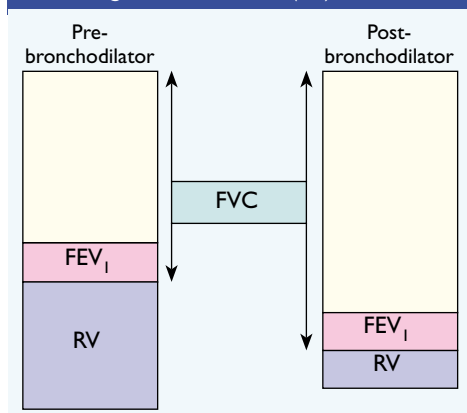 Pre-
bronchodilator
Post-
bronchodilator
FVC
FEV1
RV
FEV1
RV